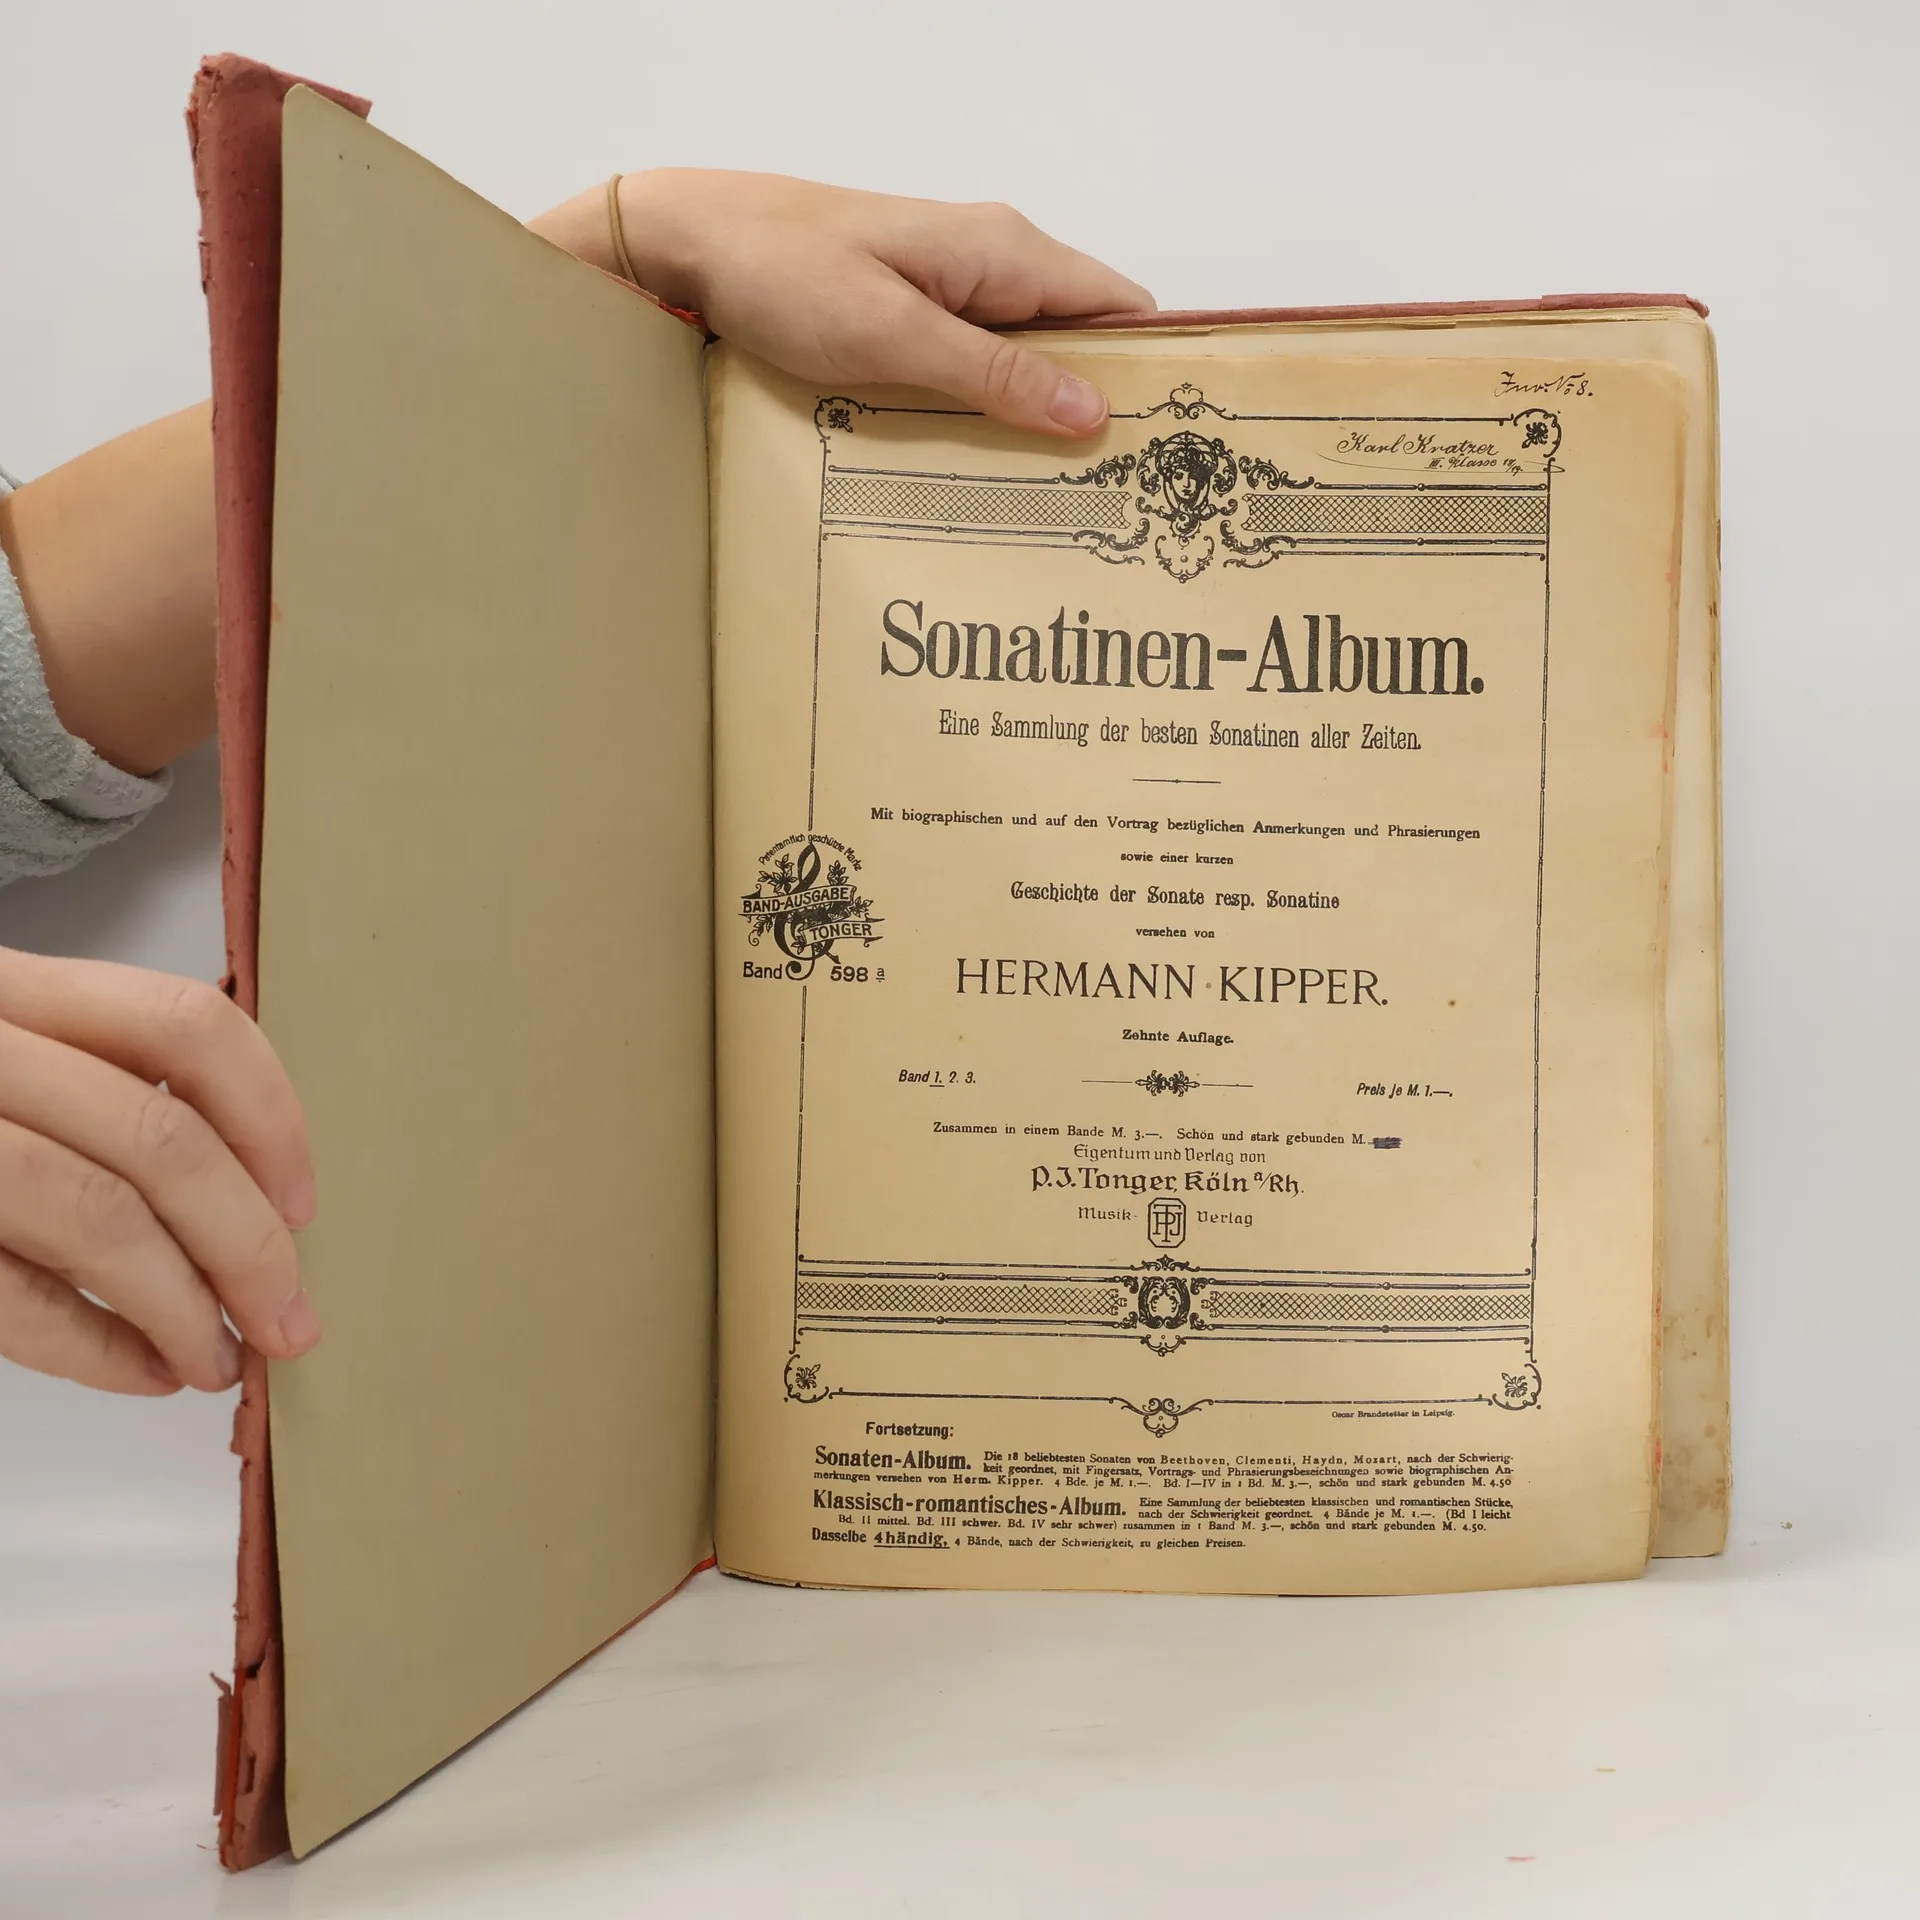 Inv. No 8.
Karl Kratzer
III. Klasse 18/19.
Sonatinen-Album.
Eine Sammlung der besten Sonatinen aller Zeiten.
Mit biographischen und auf den Vortrag bezüglichen Anmerkungen und Phrasierungen
sowie einer kurzen
Geschichte der Sonate resp. Sonatine
versehen von
HERMANN KIPPER.
Patentamtlich geschützte Marke
BAND-AUSGABE
TONGER
Band 598 a
Zehnte Auflage.
Band 1. 2. 3.
Preis je M. 1.—.
Zusammen in einem Bande M. 3.—. Schön und stark gebunden M.
Eigentum und Verlag von
P. J. Tonger, Köln a/Rh.
Musik- PJT Verlag
Oscar Brandstetter in Leipzig.
Fortsetzung:
Sonaten-Album. Die 18 beliebtesten Sonaten von Beethoven, Clementi, Haydn, Mozart, nach der Schwierig-
keit geordnet, mit Fingersatz, Vortrags- und Phrasierungsbezeichnungen sowie biographischen An-
merkungen versehen von Herm. Kipper. 4 Bde. je M. 1.—. Bd. I—IV in 1 Bd. M. 3.—, schön und stark gebunden M. 4.50
Klassisch-romantisches-Album. Eine Sammlung der beliebtesten klassischen und romantischen Stücke,
nach der Schwierigkeit geordnet. 4 Bände je M. 1.—. (Bd I leicht
Bd. II mittel. Bd. III schwer. Bd. IV sehr schwer) zusammen in 1 Band M. 3.—, schön und stark gebunden M. 4.50.
Dasselbe 4händig, 4 Bände, nach der Schwierigkeit, zu gleichen Preisen.